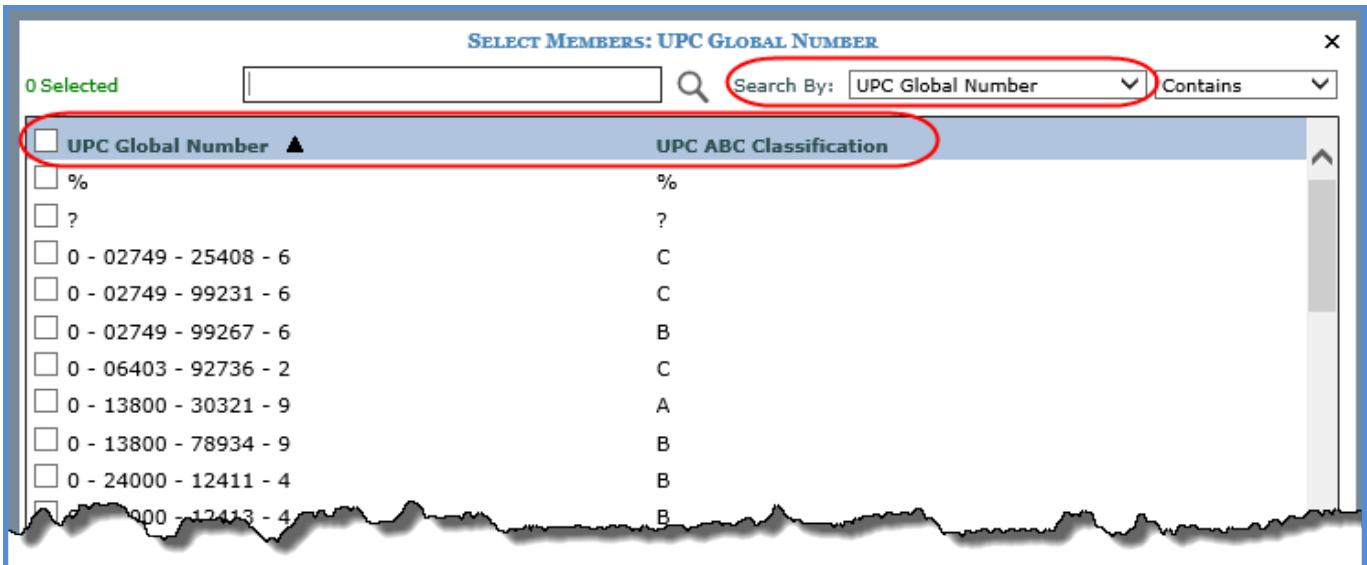 SELECT MEMBERS: UPC GLOBAL NUMBER ×
0 Selected Search By: UPC Global Number Contains
UPC Global Number ▲ UPC ABC Classification
% %
? ?
0 - 02749 - 25408 - 6 C
0 - 02749 - 99231 - 6 C
0 - 02749 - 99267 - 6 B
0 - 06403 - 92736 - 2 C
0 - 13800 - 30321 - 9 A
0 - 13800 - 78934 - 9 B
0 - 24000 - 12411 - 4 B
- 12413 - 4 B